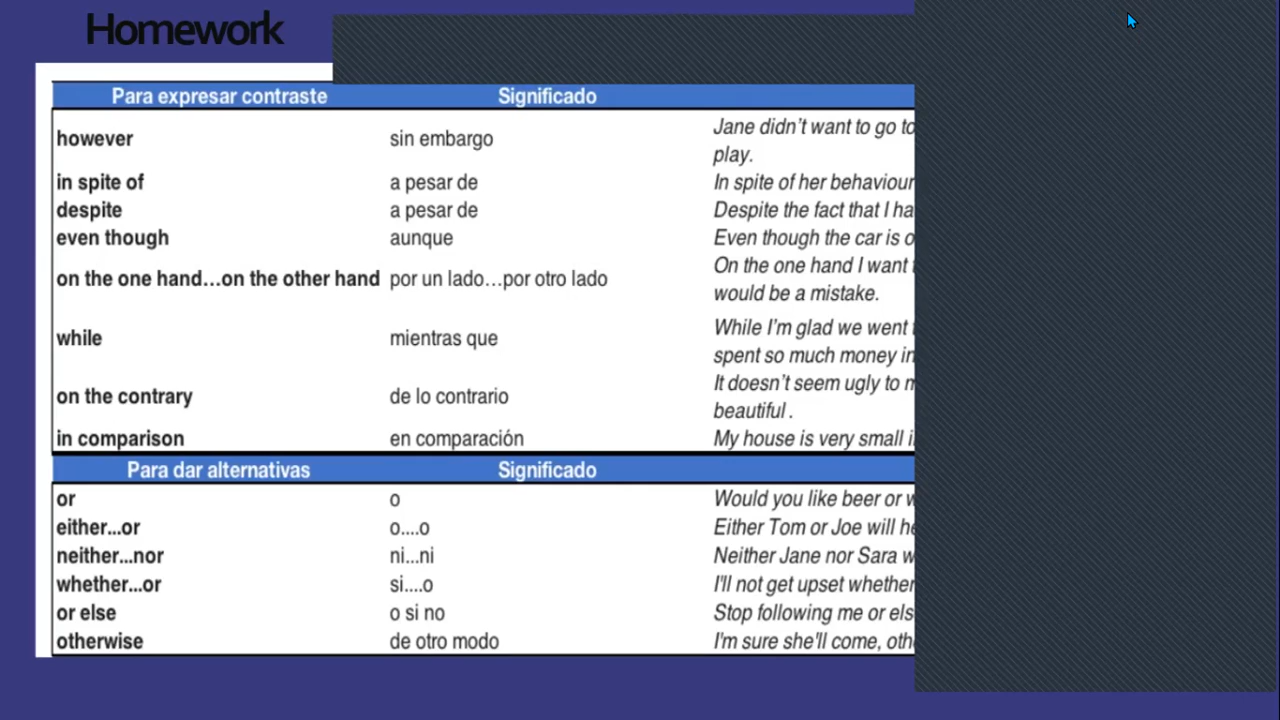 Homework
Para expresar contraste Significado
however sin embargo Jane didn't want to go to
play.
in spite of a pesar de In spite of her behaviour
despite a pesar de Despite the fact that I ha
even though aunque Even though the car is o
on the one hand...on the other hand por un lado...por otro lado On the one hand I want
would be a mistake.
while mientras que While I'm glad we went
spent so much money in
on the contrary de lo contrario It doesn't seem ugly to
beautiful .
in comparison en comparación My house is very small
Para dar alternativas Significado
or o Would you like beer or
either...or o....o Either Tom or Joe will
neither...nor ni...ni Neither Jane nor Sara
whether...or si....o I'll not get upset whether
or else o si no Stop following me or els
otherwise de otro modo I'm sure she'll come, oth